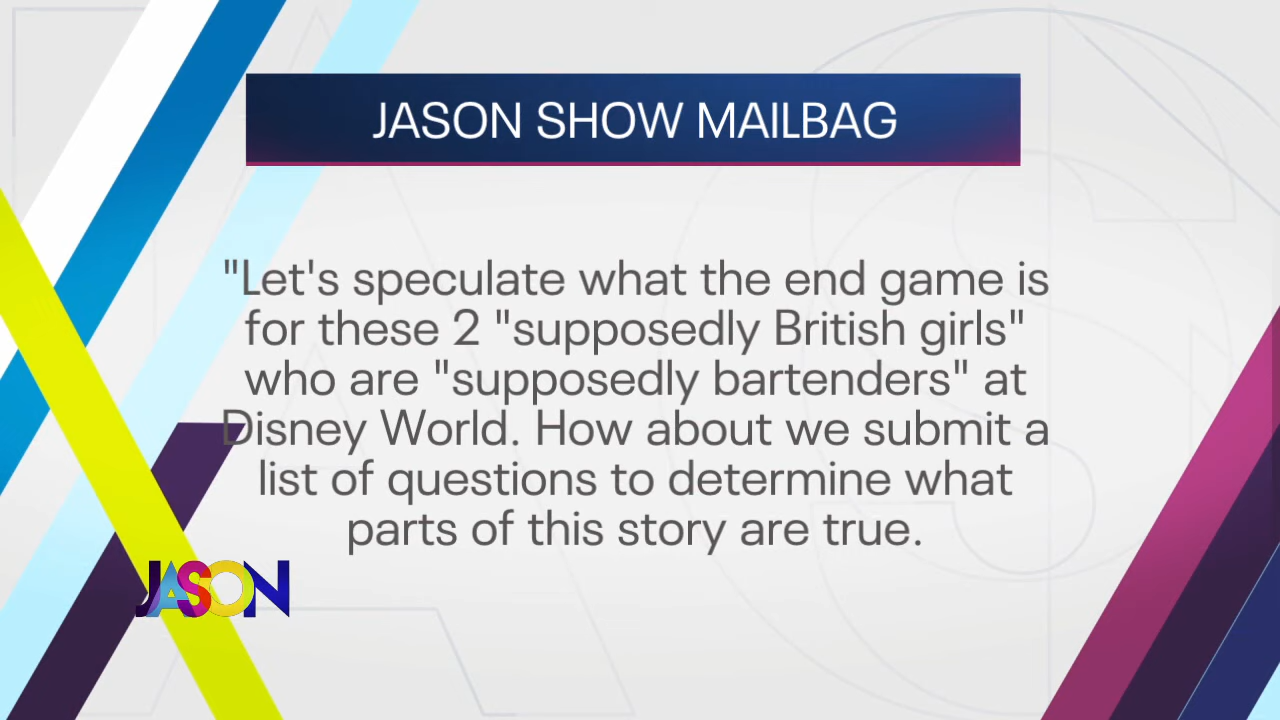 JASON SHOW MAILBAG
"Let's speculate what the end game is
for these 2 "supposedly British girls"
who are "supposedly bartenders" at
Disney World. How about we submit a
list of questions to determine what
parts of this story are true.
JASON